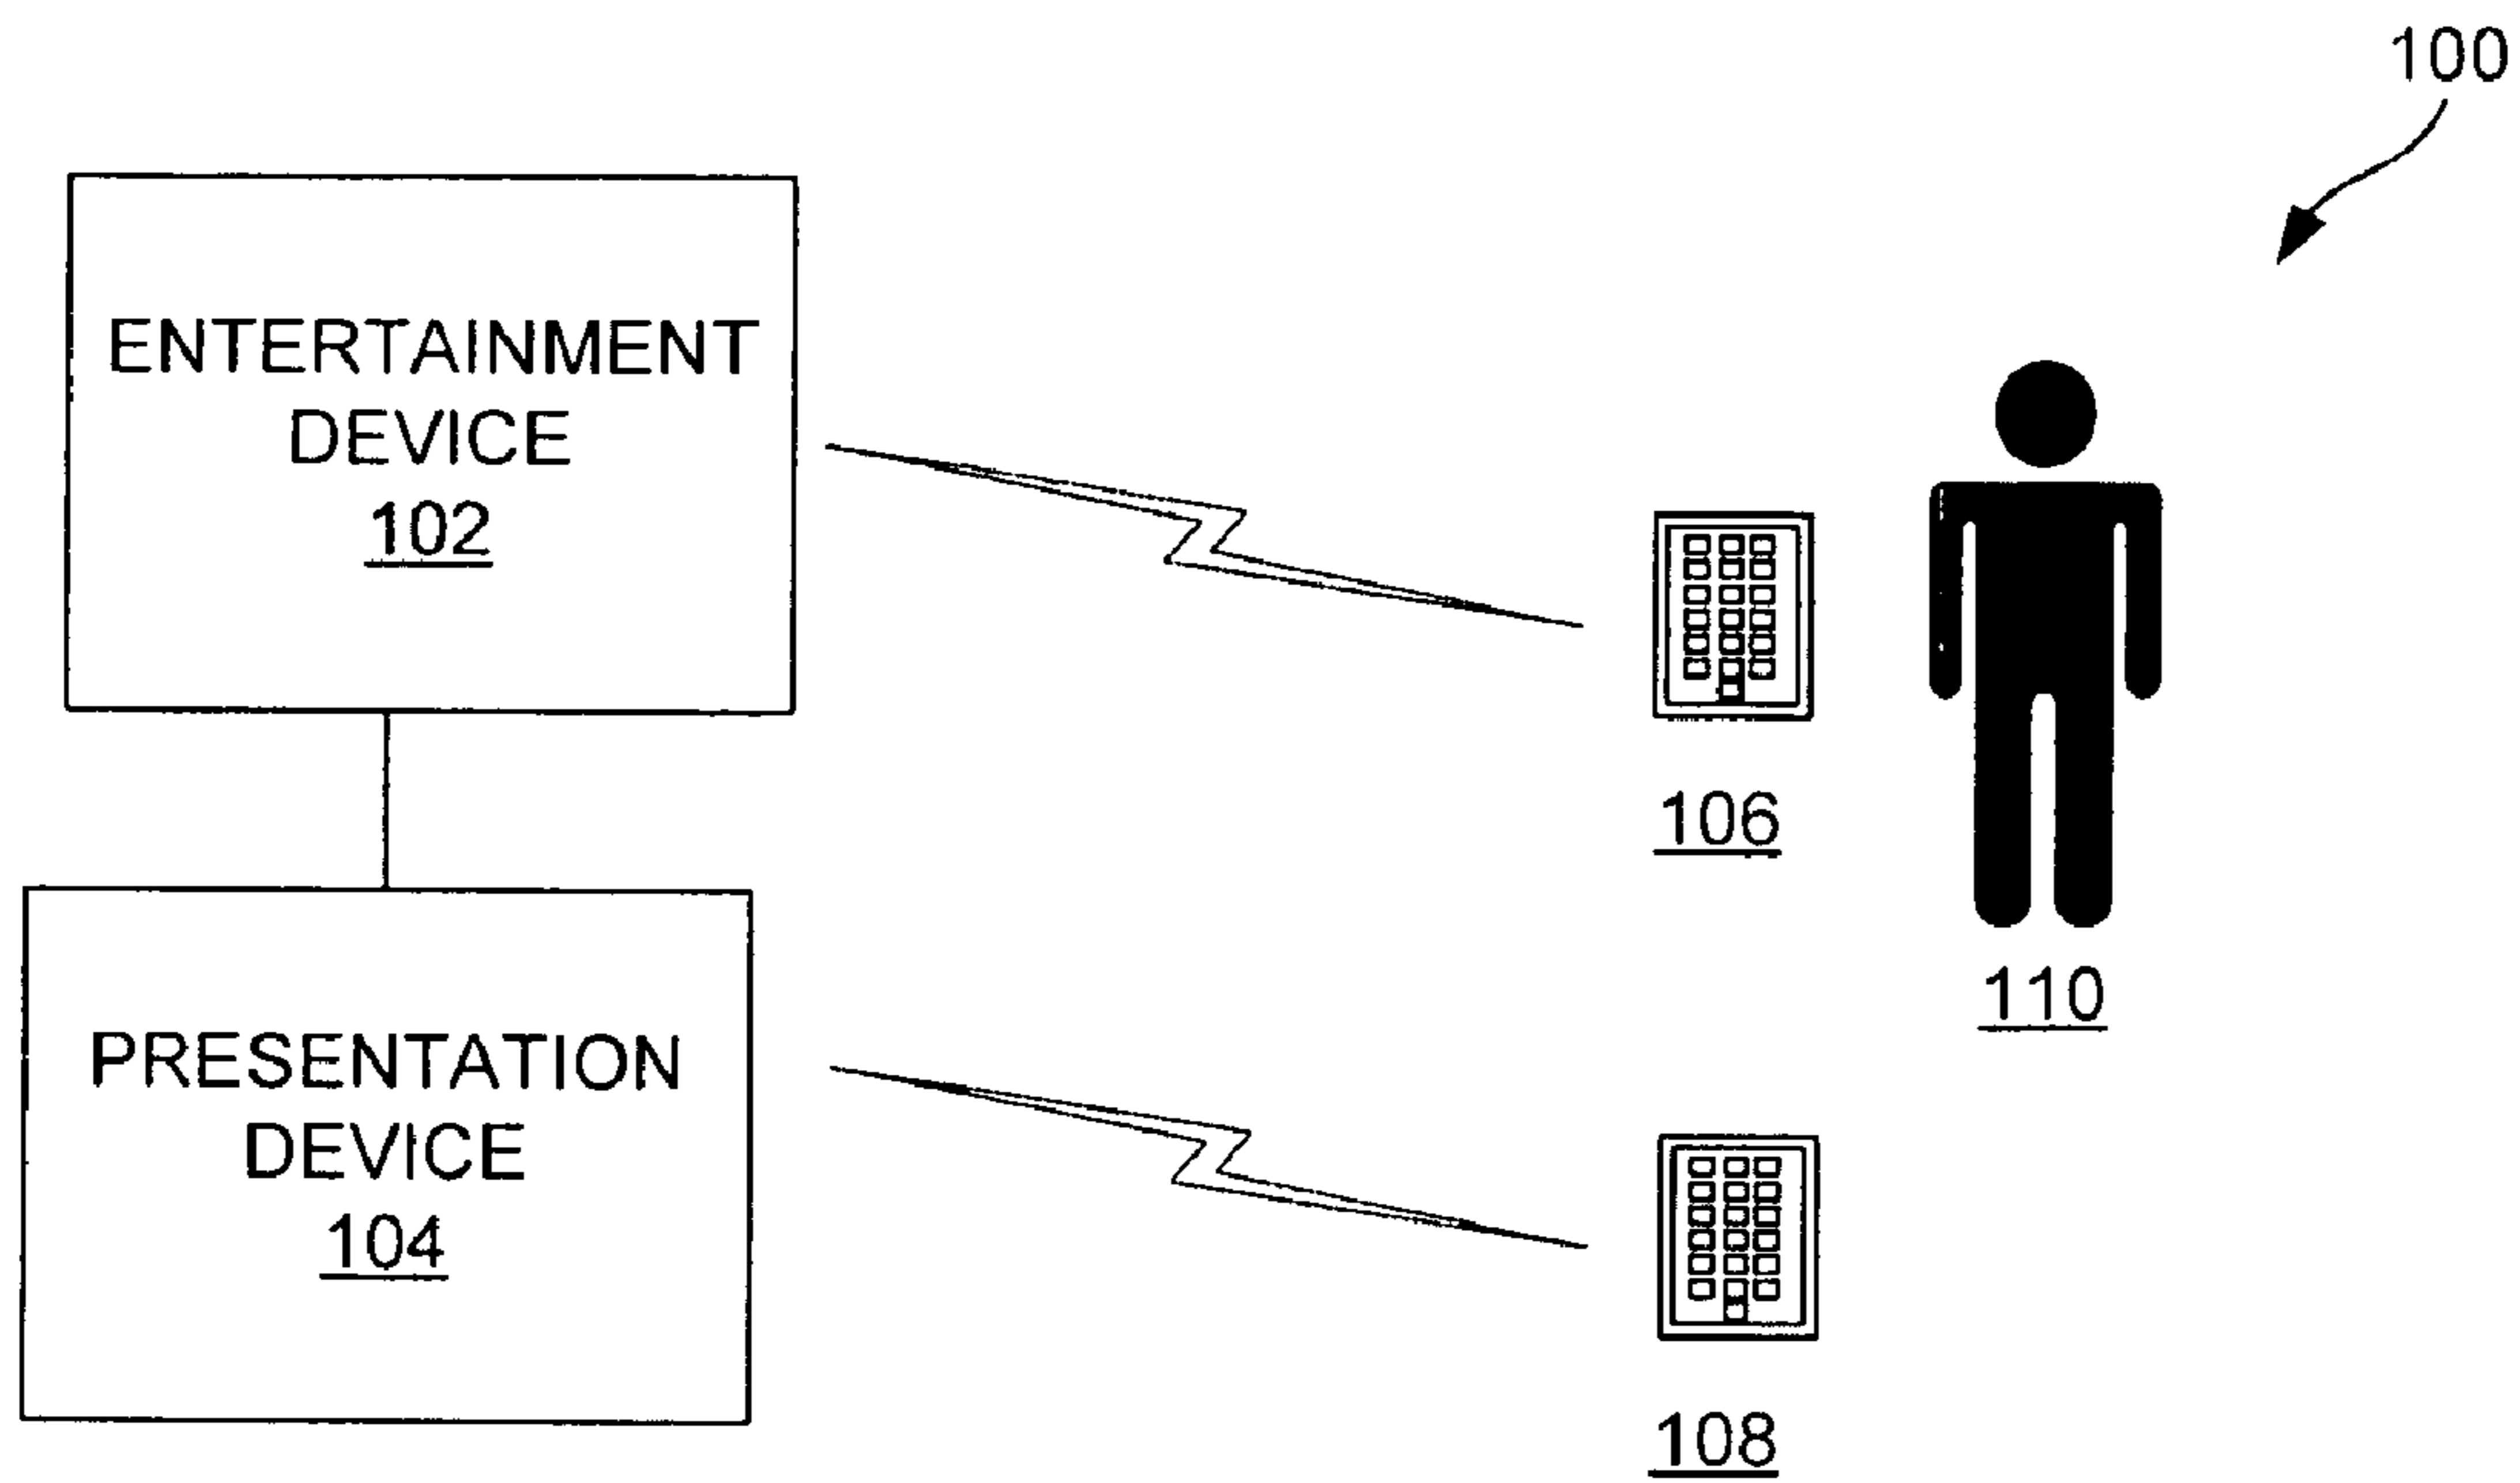 100
ENTERTAINMENT
DEVICE
102
106
110
PRESENTATION
DEVICE
104
108